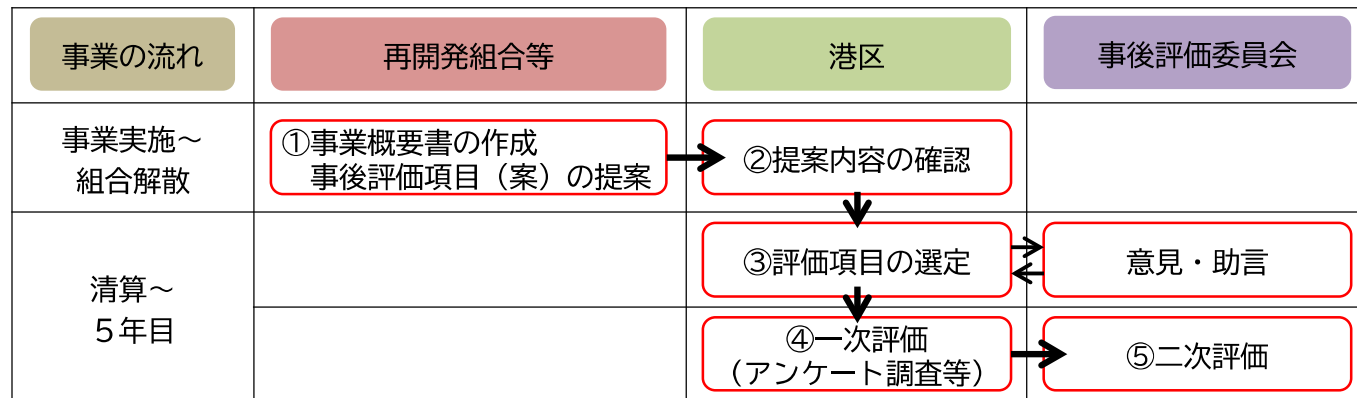 事業の流れ
再開発組合等
港区
事後評価委員会
事業実施～
組合解散
①事業概要書の作成
事後評価項目（案）の提案
②提案内容の確認
清算～
５年目
③評価項目の選定
意見・助言
④一次評価
（アンケート調査等）
⑤二次評価